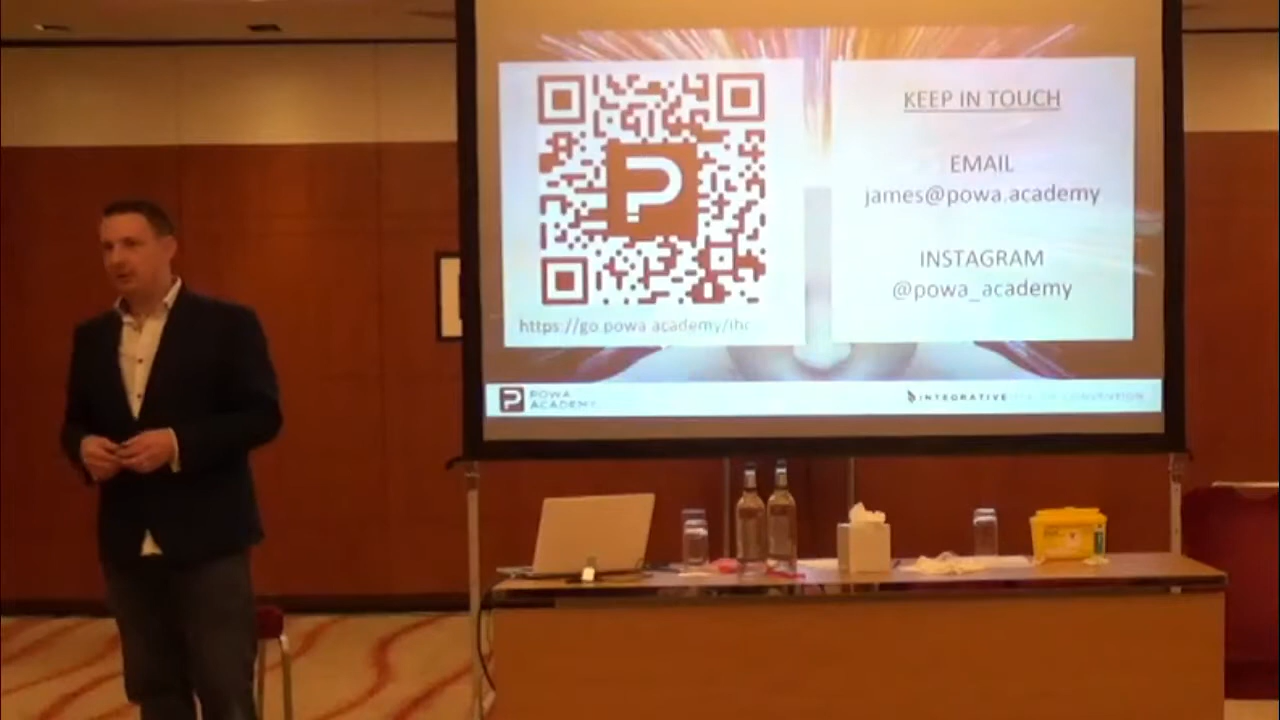 KEEP IN TOUCH
EMAIL
james@powa.academy
INSTAGRAM
@powa_academy
https://go.powa.academy/ihc
POWA
ACADEMY
INTEGRATIVE